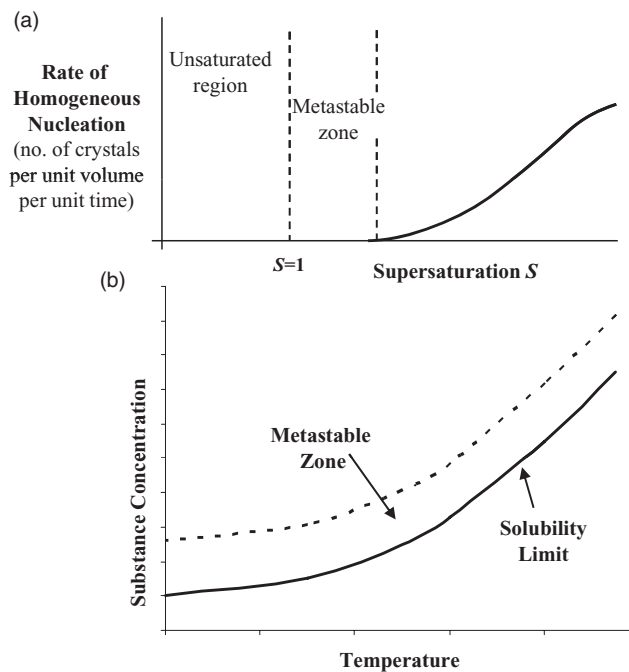 (a)
Rate of
Homogeneous
Nucleation
(no. of crystals
per unit volume
per unit time)
Unsaturated
region
Metastable
zone
S=1
Supersaturation S
(b)
Substance Concentration
Metastable
Zone
Solubility
Limit
Temperature